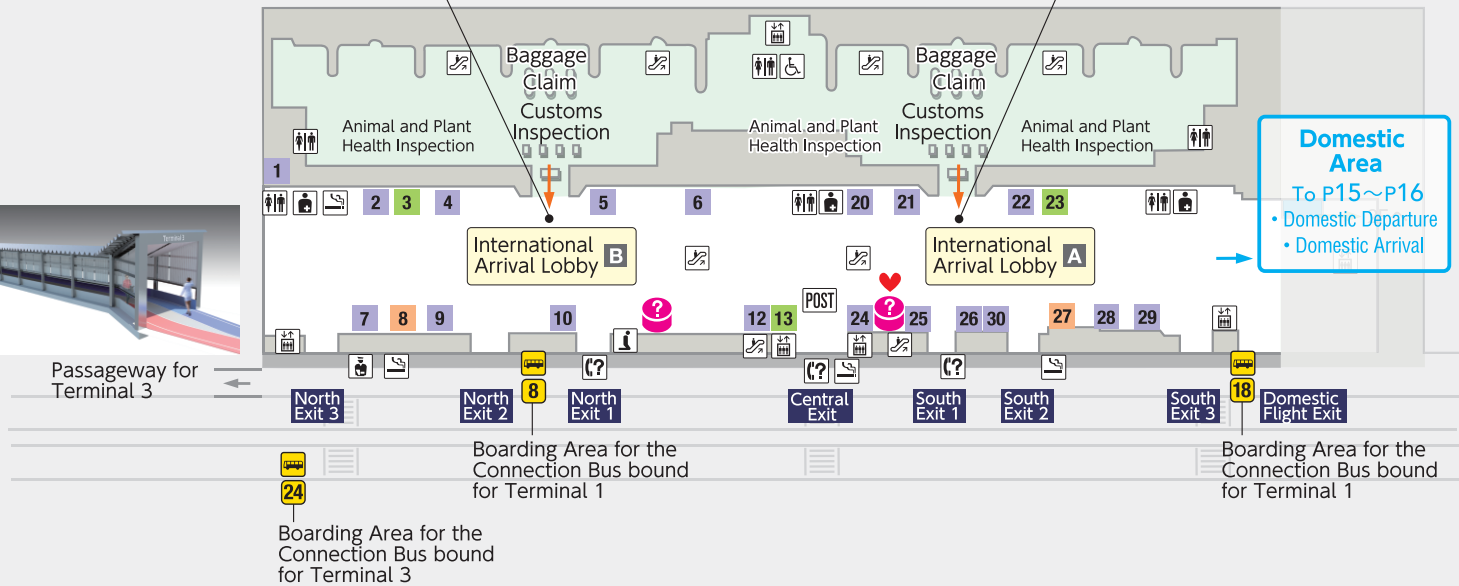 Baggage
Claim
Customs
Inspection
Animal and Plant
Health Inspection
Animal and Plant
Health Inspection
Baggage
Claim
Customs
Inspection
Animal and Plant
Health Inspection
Domestic
Area
To P15～P16
• Domestic Departure
• Domestic Arrival
1
2
3
4
5
6
20
21
22
23
Terminal 3
International
Arrival Lobby B
International
Arrival Lobby A
POST
?
?
7
8
9
10
12
13
24
25
26
30
27
28
29
?
?
?
Passageway for
Terminal 3
North
Exit 3
North
Exit 2
8
North
Exit 1
Central
Exit
South
Exit 1
South
Exit 2
South
Exit 3
18
Domestic
Flight Exit
Boarding Area for the
Connection Bus bound
for Terminal 1
Boarding Area for the
Connection Bus bound
for Terminal 1
24
Boarding Area for the
Connection Bus bound
for Terminal 3